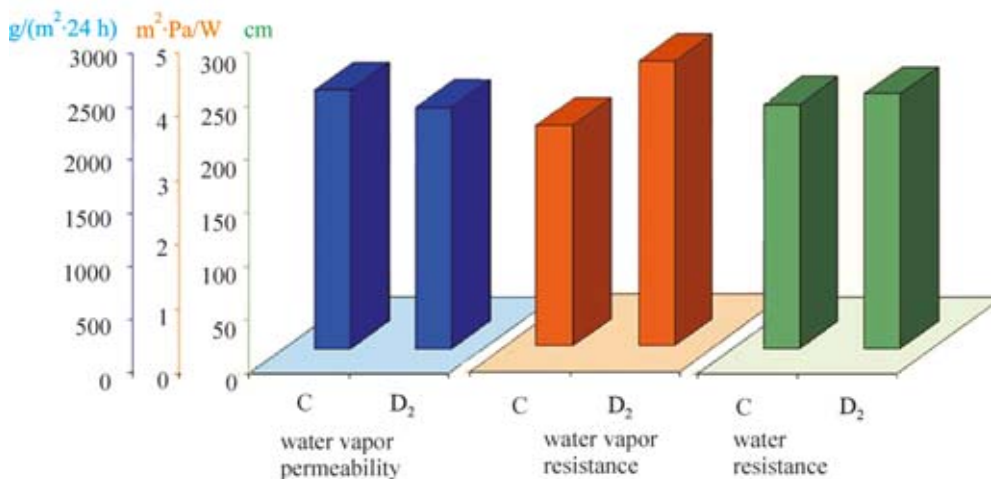 g/(m²·24 h) m²·Pa/W cm
3000 5 300
2500 4 250
2000 200
3
1500 150
2
1000 100
1
500 50
0 0 0
C D₂ C D₂ C D₂
water vapor water vapor water
permeability resistance resistance